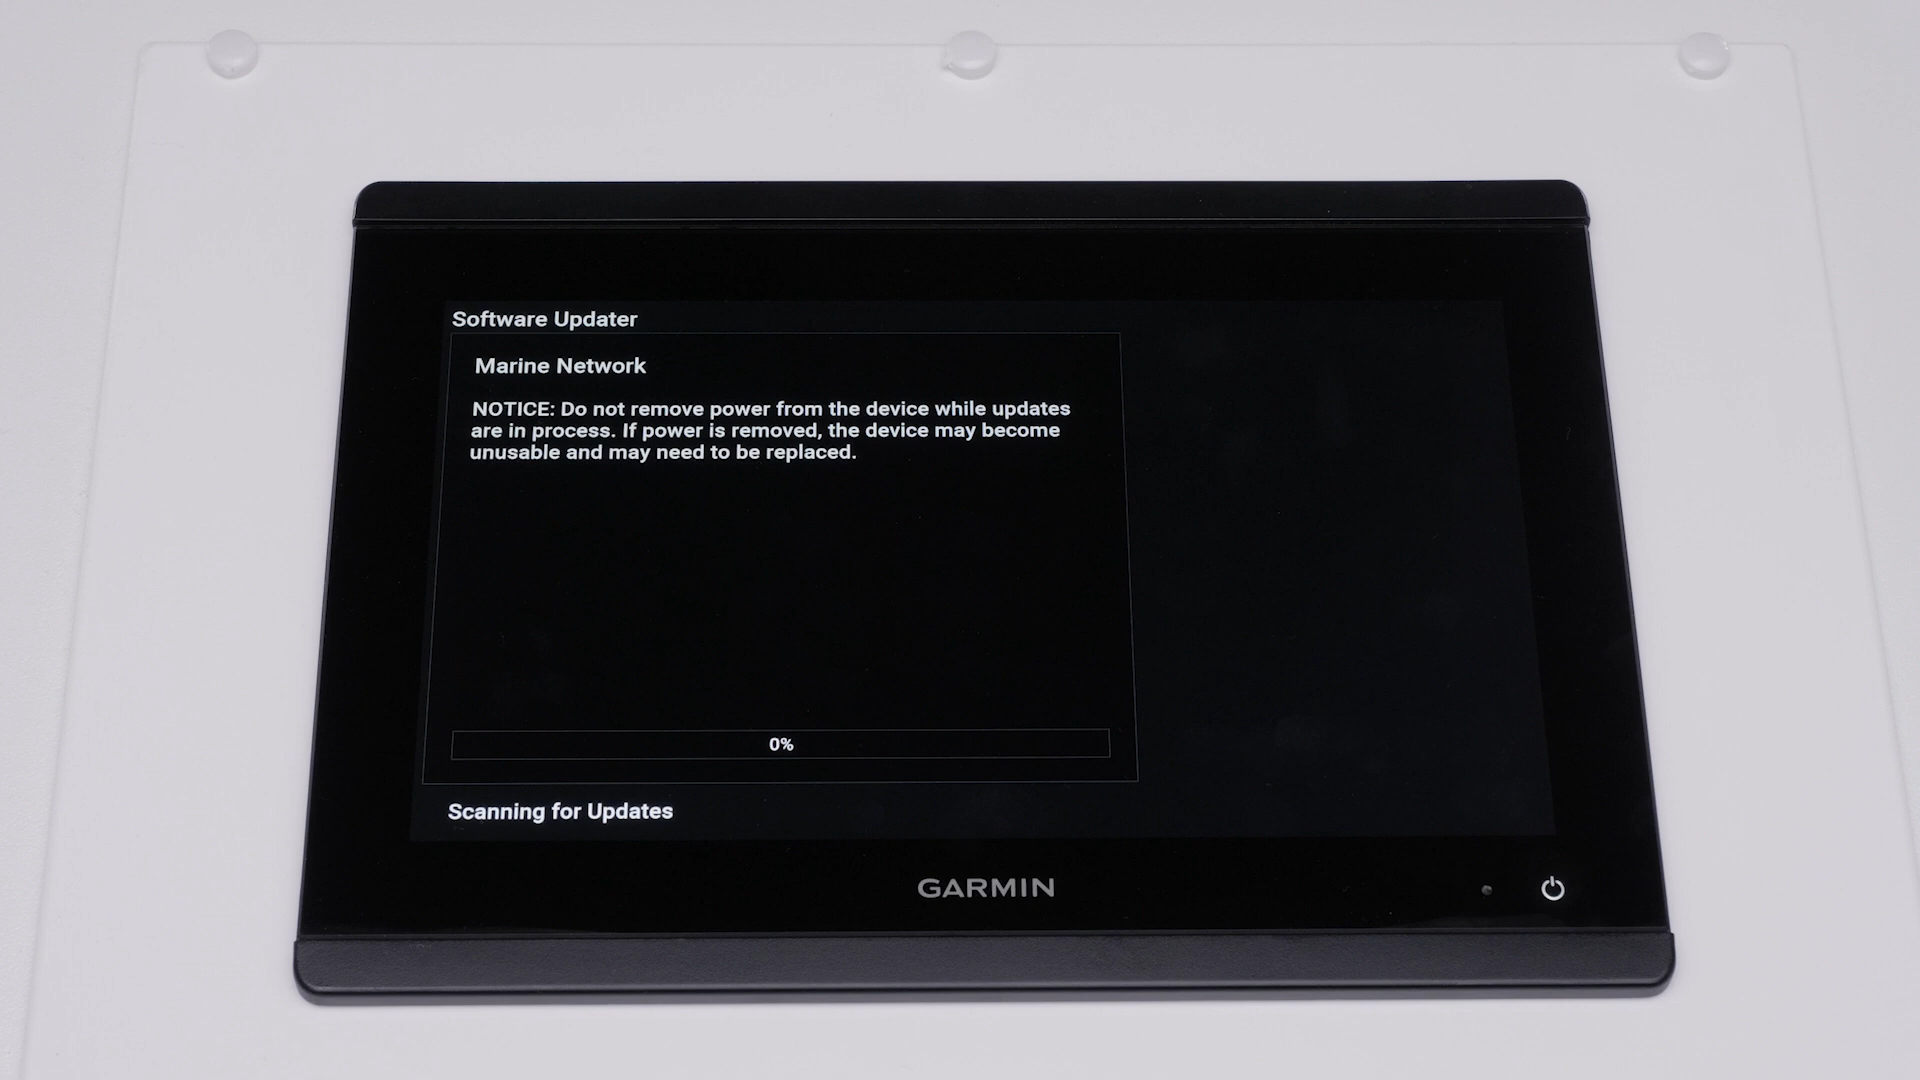 Software Updater
Marine Network
NOTICE: Do not remove power from the device while updates
are in process. If power is removed, the device may become
unusable and may need to be replaced.
0%
Scanning for Updates
GARMIN